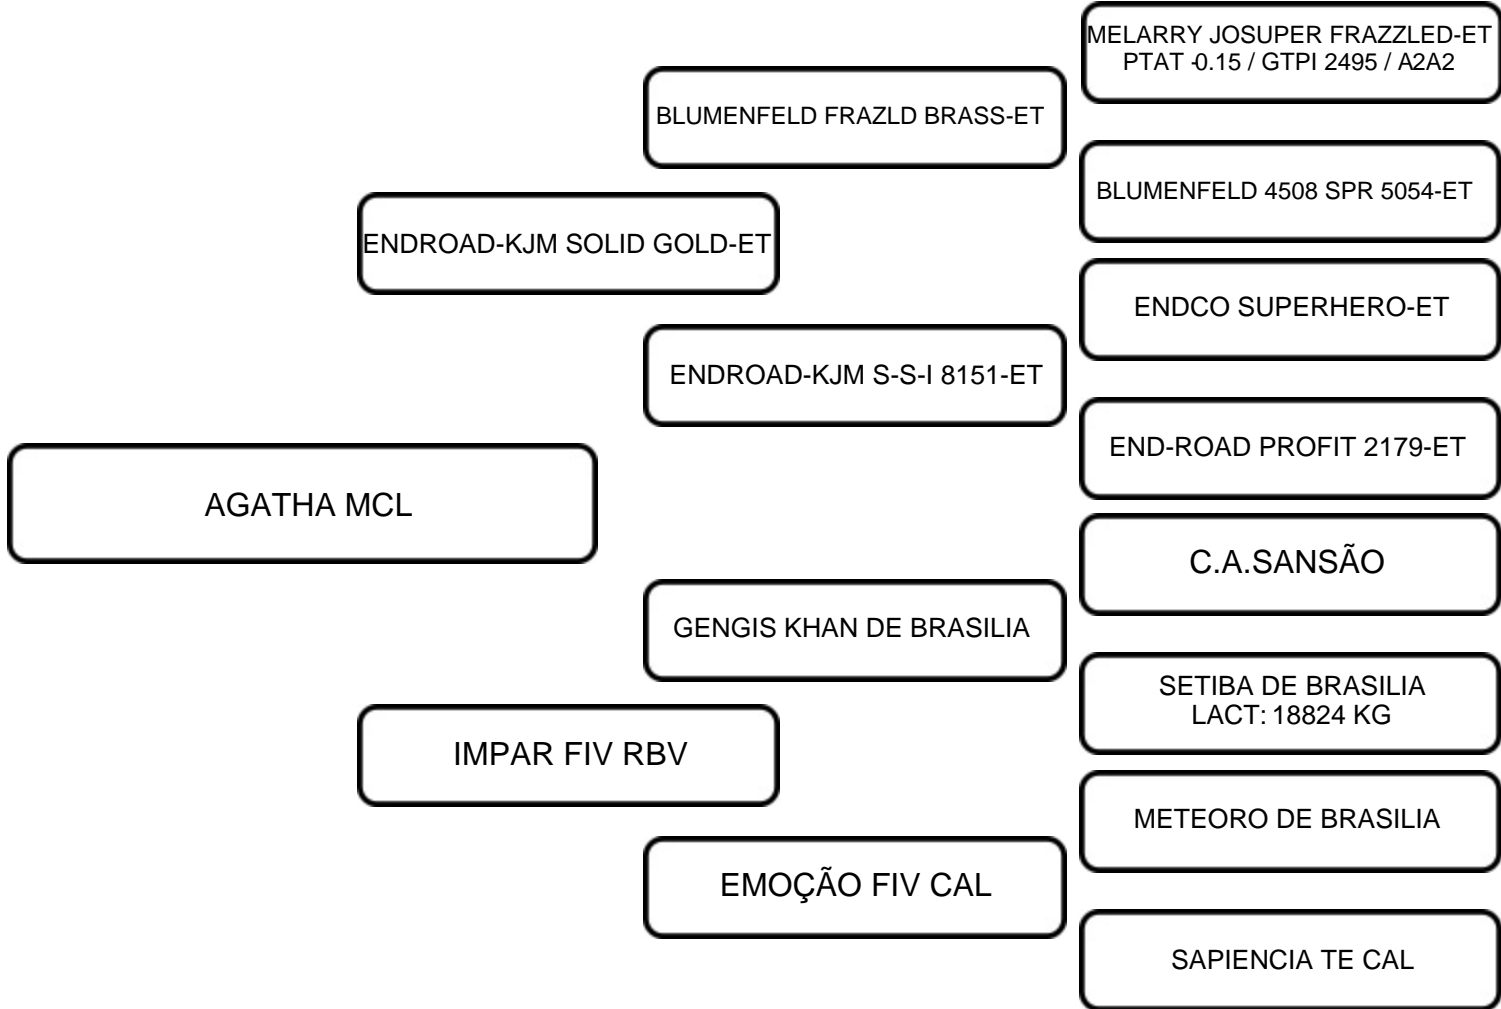 MELARRY JOSUPER FRAZZLED-ET
PTAT -0.15 / GTPI 2495 / A2A2
BLUMENFELD FRAZLD BRASS-ET
BLUMENFELD 4508 SPR 5054-ET
ENDROAD-KJM SOLID GOLD-ET
ENDCO SUPERHERO-ET
ENDROAD-KJM S-S-I 8151-ET
END-ROAD PROFIT 2179-ET
AGATHA MCL
C.A.SANSÃO
GENGIS KHAN DE BRASILIA
SETIBA DE BRASILIA
LACT: 18824 KG
IMPAR FIV RBV
METEORO DE BRASILIA
EMOÇÃO FIV CAL
SAPIENCIA TE CAL